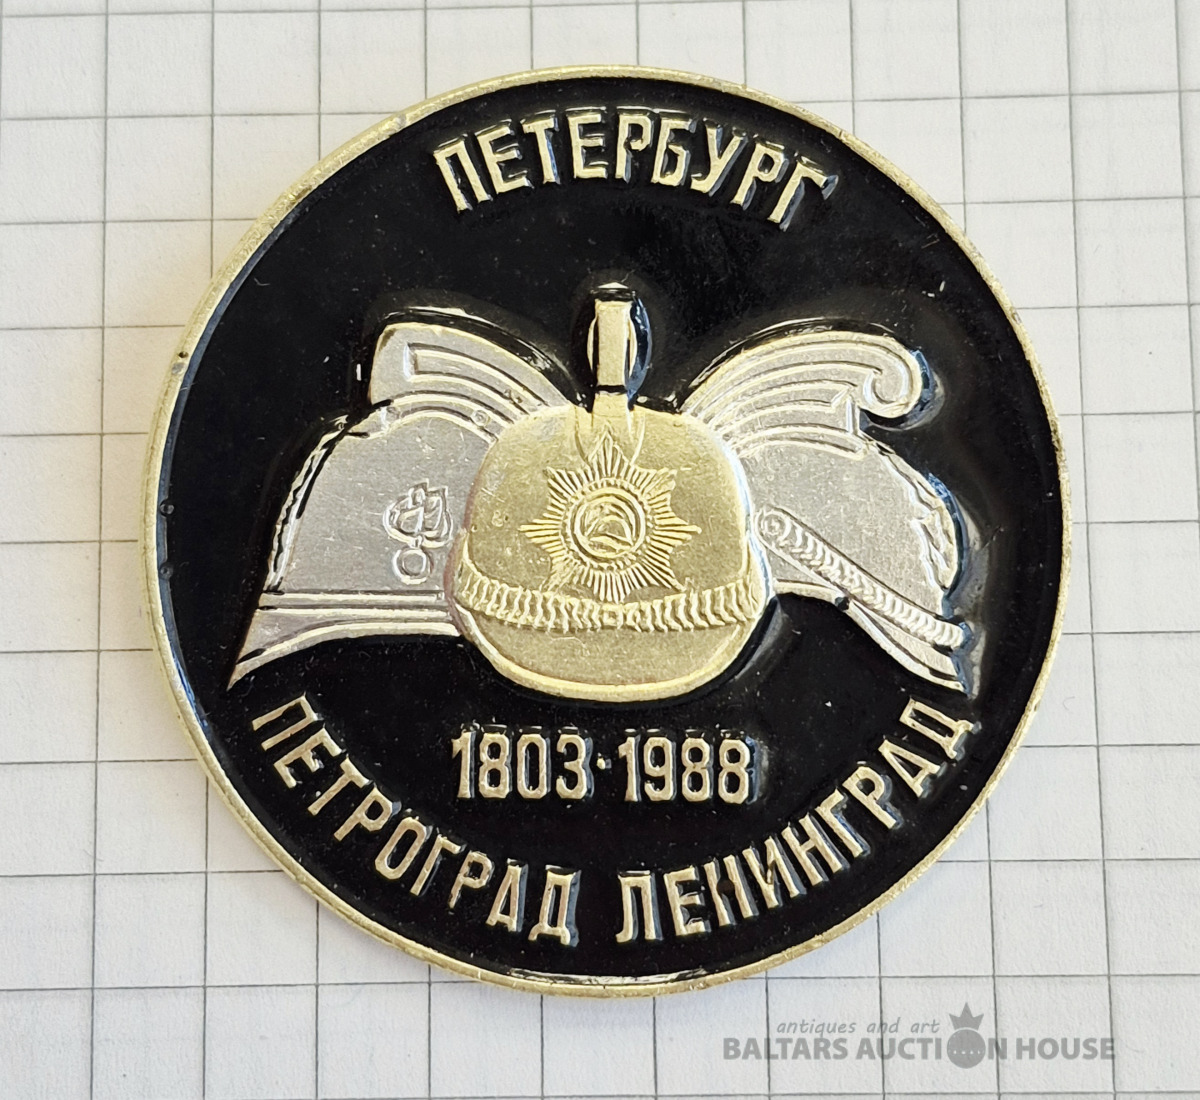 ПЕТЕРБУРГ
1803·1988
ПЕТРОГРАД ЛЕНИНГРАД
antiques and art
BALTARS AUCTION HOUSE